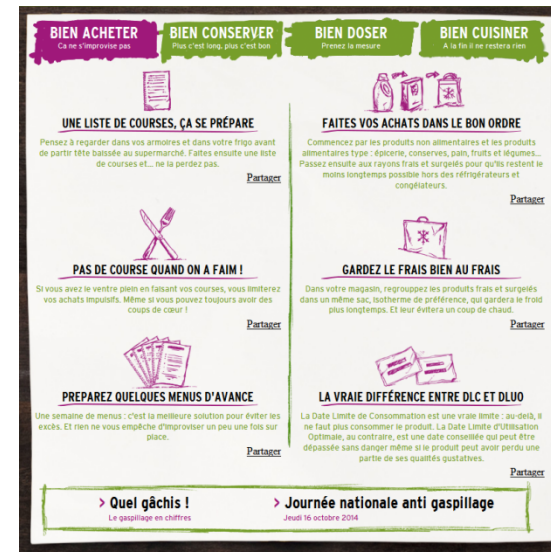 BIEN ACHETER
Ca ne s'improvise pas
BIEN CONSERVER
Plus c'est long, plus c'est bon
BIEN DOSER
Prenez la mesure
BIEN CUISINER
A la fin il ne restera rien
UNE LISTE DE COURSES, ÇA SE PRÉPARE
Pensez à regarder dans vos armoires et dans votre frigo avant
de partir tête baissée au supermarché. Faites ensuite une liste
de courses et... ne la perdez pas.
Partager
FAITES VOS ACHATS DANS LE BON ORDRE
Commencez par les produits non alimentaires et les produits
alimentaires type : épicerie, conserves, pain, fruits et légumes...
Passez ensuite aux rayons frais et surgelés pour qu'ils restent le
moins longtemps possible hors des réfrigérateurs et
congélateurs.
Partager
PAS DE COURSE QUAND ON A FAIM !
Si vous avez le ventre plein en faisant vos courses, vous limiterez
vos achats impulsifs. Même si vous pouvez toujours avoir des
coups de cœur !
Partager
GARDEZ LE FRAIS BIEN AU FRAIS
Dans votre magasin, regroupez les produits frais et surgelés
dans un même sac, isotherme de préférence, qui gardera le froid
plus longtemps. Et leur évitera un coup de chaud.
Partager
PREPAREZ QUELQUES MENUS D'AVANCE
Une semaine de menus : c'est la meilleure solution pour éviter les
excés. Et rien ne vous empêche d'improviser un peu une fois sur
place.
Partager
LA VRAIE DIFFÉRENCE ENTRE DLC ET DLUO
La Date Limite de Consommation est une vraie limite : au-delà, il
ne faut plus consommer le produit. La Date Limite d'Utilisation
Optimale, au contraire, est une date conseillée qui peut être
dépassée sans danger même si le produit peut avoir perdu une
partie de ses qualités gustatives.
Partager
> Quel gâchis !
Le gaspillage en chiffres
> Journée nationale anti gaspillage
Jeudi 16 octobre 2014